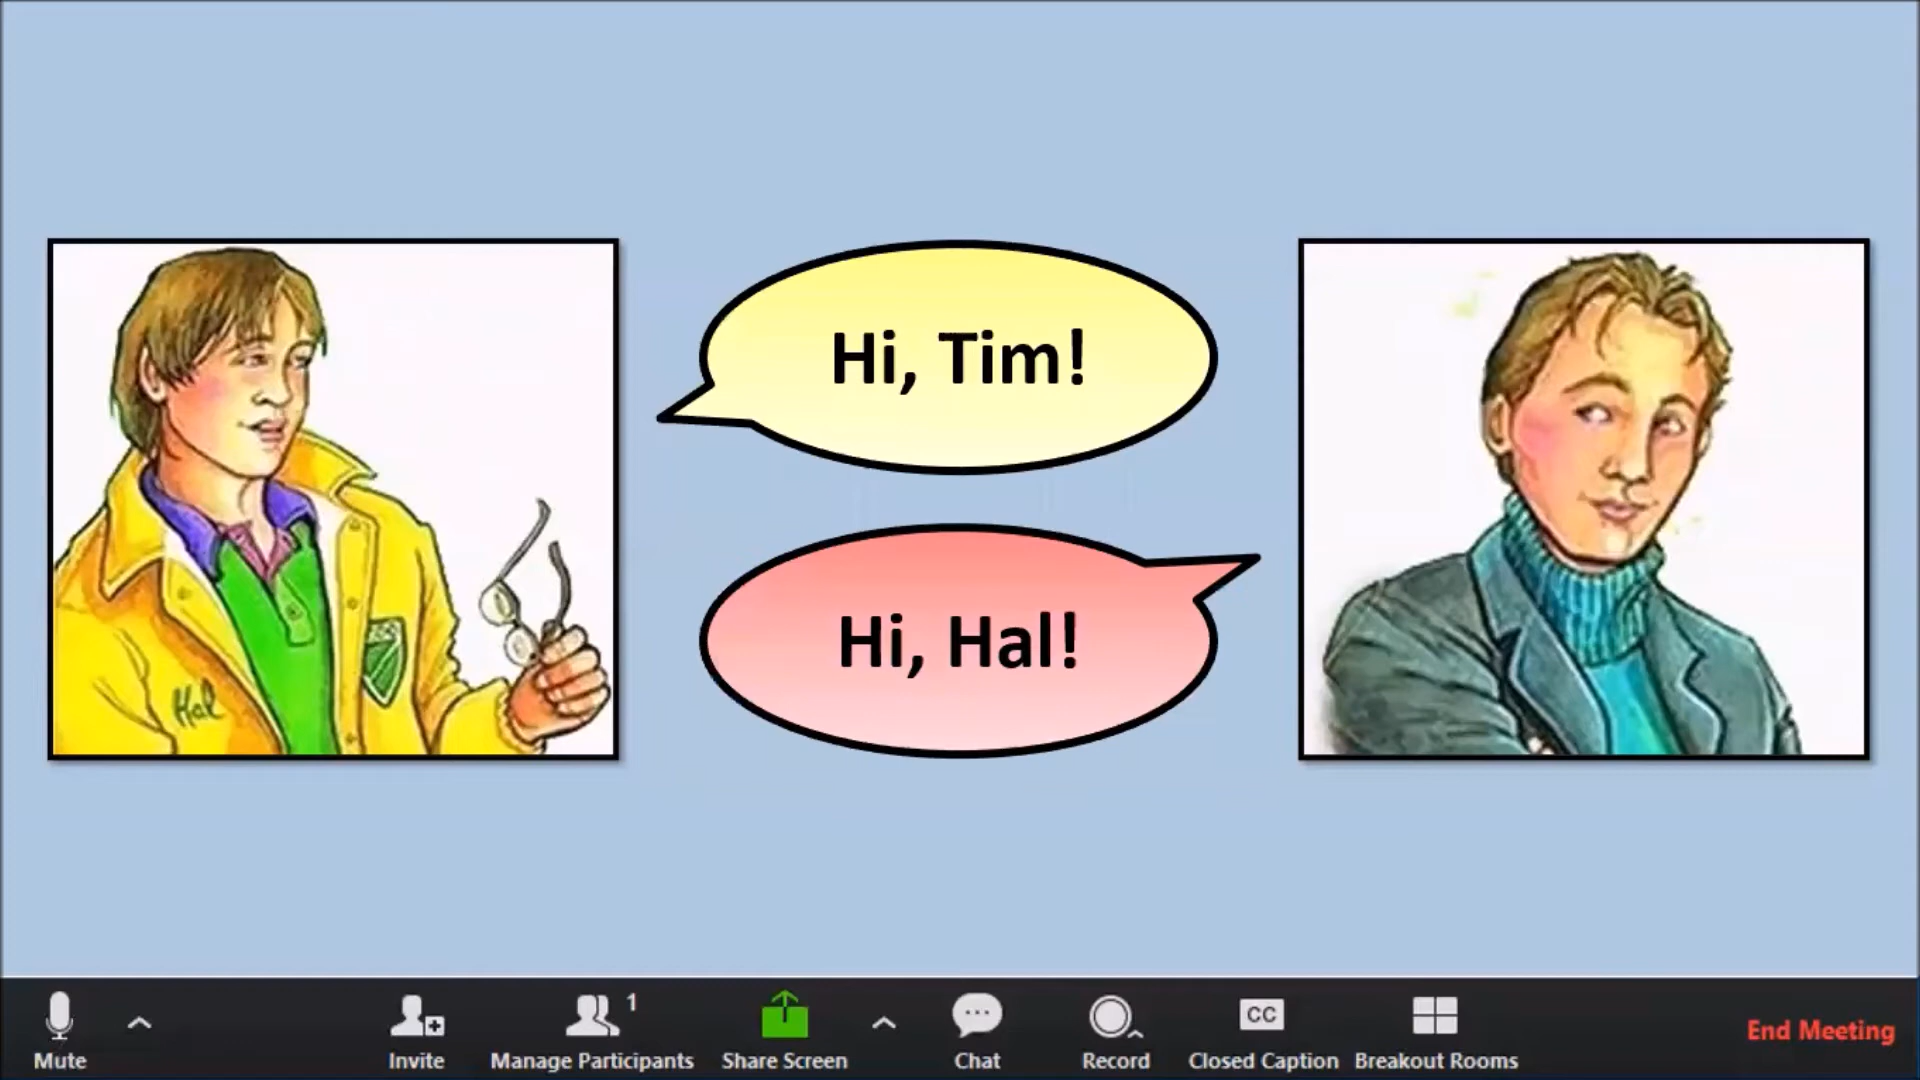 Hi, Tim!
Hi, Hal!
Hal
1
CC
Mute
Invite
Manage Participants
Share Screen
Chat
Record
Closed Caption
Breakout Rooms
End Meeting